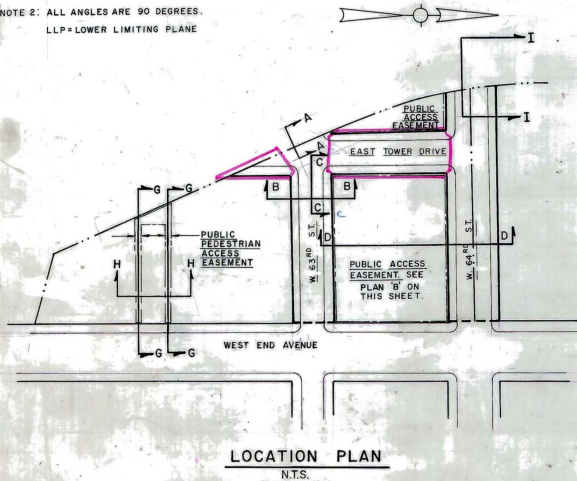 NOTE 2: ALL ANGLES ARE 90 DEGREES.
LLP=LOWER LIMITING PLANE
I
I
PUBLIC
ACCESS
EASEMENT
A
A
EAST TOWER DRIVE
C
G
G
B
B
C
c
PUBLIC
PEDESTRIAN
ACCESS
EASEMENT
W. 63RD ST.
D
D
W. 64RD ST.
H
H
PUBLIC ACCESS
EASEMENT. SEE
PLAN 'B' ON
THIS SHEET.
WEST END AVENUE
G
G
LOCATION PLAN
N.T.S.